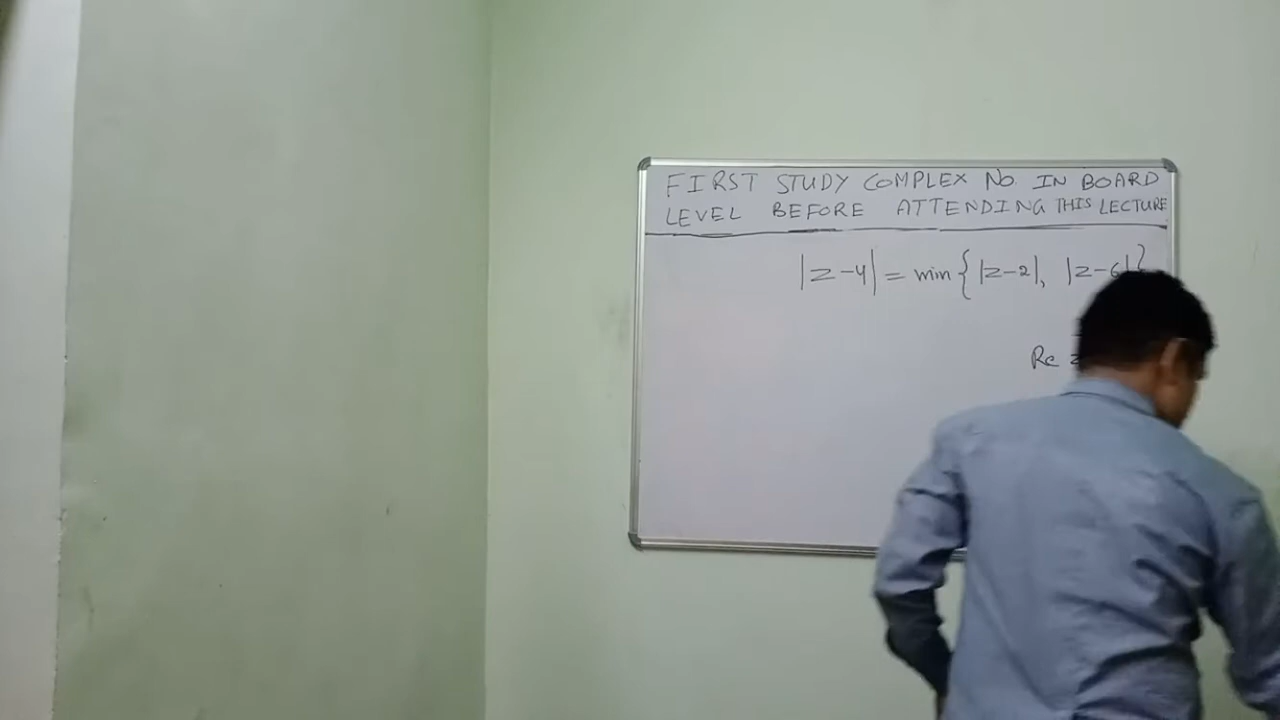 FIRST STUDY COMPLEX NO. IN BOARD
LEVEL BEFORE ATTENDING THIS LECTURE
|z-4| = min{|z-2|, |z-6|}
Re z